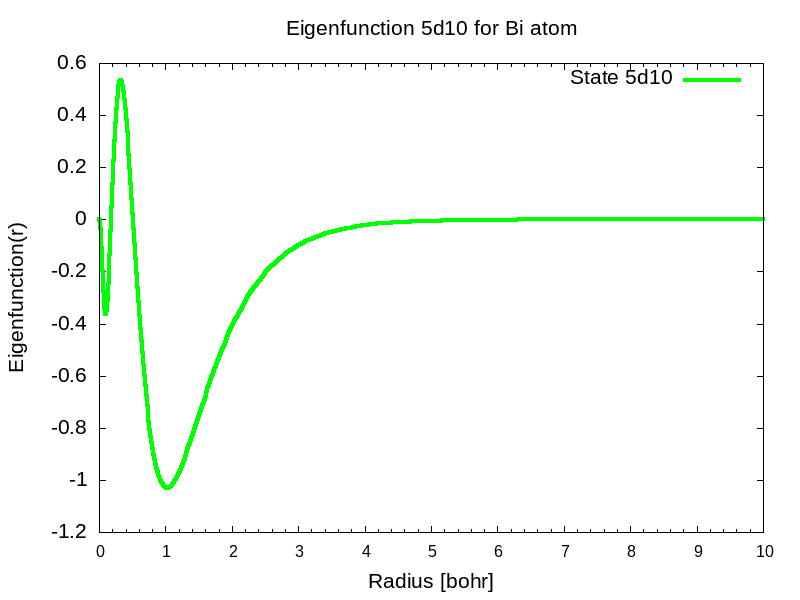 Eigenfunction 5d10 for Bi atom
State 5d10
0.6
0.4
0.2
0
-0.2
-0.4
-0.6
-0.8
-1
-1.2
Eigenfunction(r)
0 1 2 3 4 5 6 7 8 9 10
Radius [bohr]